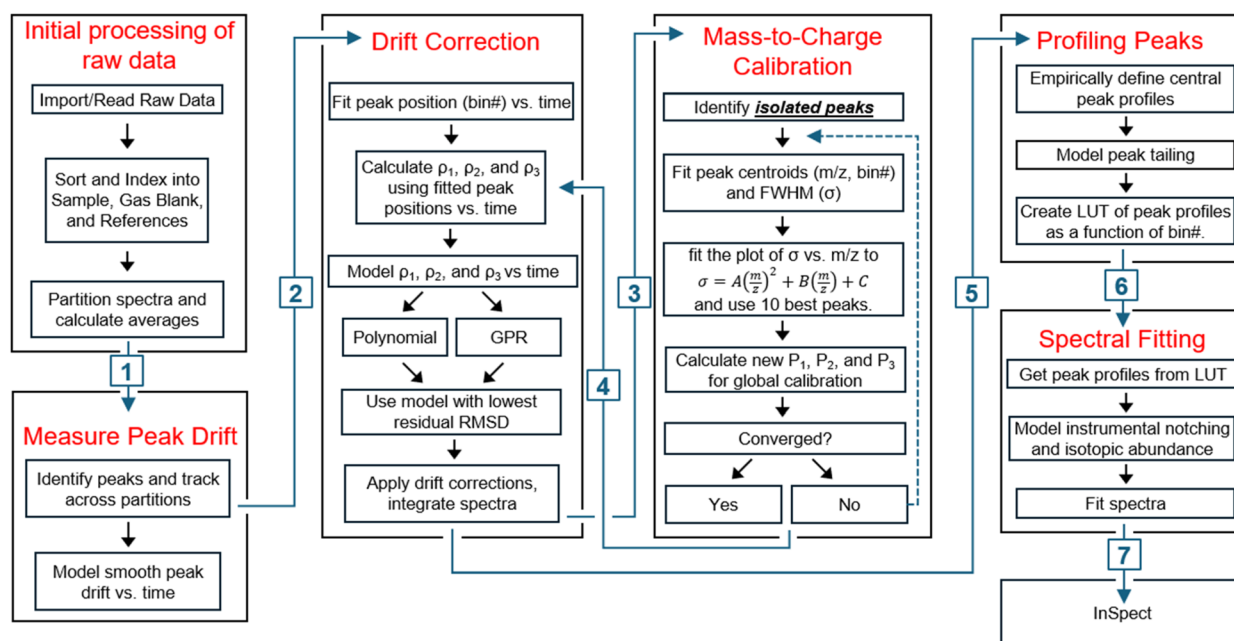 Initial processing of
raw data
Import/Read Raw Data
Sort and Index into
Sample, Gas Blank,
and References
Partition spectra and
calculate averages
1
Measure Peak Drift
Identify peaks and track
across partitions
Model smooth peak
drift vs. time
2
Drift Correction
Fit peak position (bin#) vs. time
Calculate ρ₁, ρ₂, and ρ₃
using fitted peak
positions vs. time
Model ρ₁, ρ₂, and ρ₃ vs time
Polynomial
GPR
Use model with lowest
residual RMSD
Apply drift corrections,
integrate spectra
3
4
Mass-to-Charge
Calibration
Identify isolated peaks
Fit peak centroids (m/z, bin#)
and FWHM (σ)
fit the plot of σ vs. m/z to
σ = A(m/z)² + B(m/z) + C
and use 10 best peaks.
Calculate new P₁, P₂, and P₃
for global calibration
Converged?
Yes
No
5
Profiling Peaks
Empirically define central
peak profiles
Model peak tailing
Create LUT of peak profiles
as a function of bin#.
6
Spectral Fitting
Get peak profiles from LUT
Model instrumental notching
and isotopic abundance
Fit spectra
7
InSpect